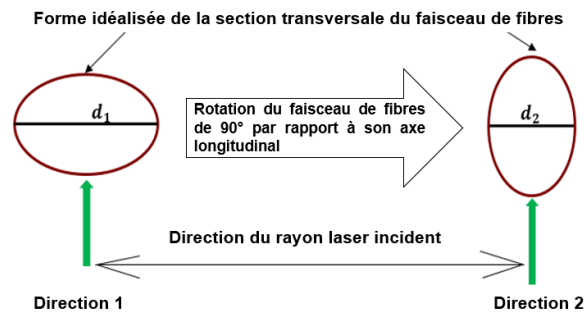 Forme idéalisée de la section transversale du faisceau de fibres
d₁
Rotation du faisceau de fibres
de 90° par rapport à son axe
longitudinal
d₂
Direction du rayon laser incident
Direction 1
Direction 2